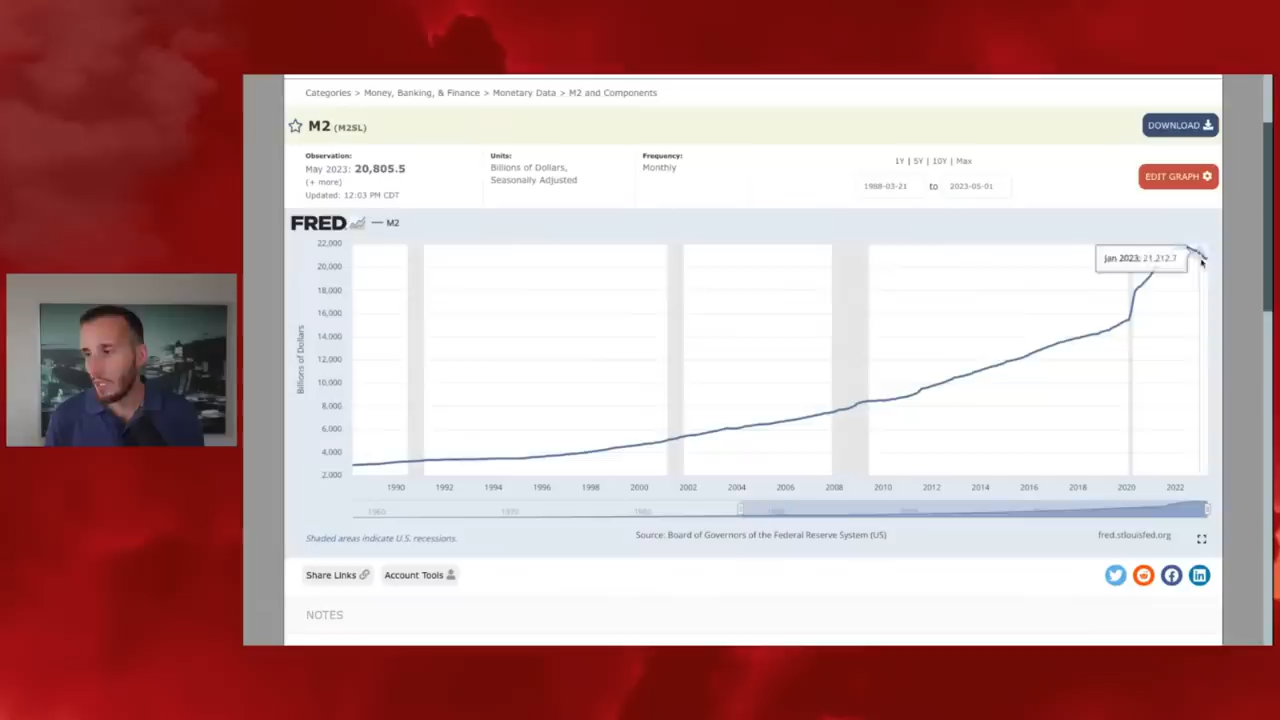 Categories > Money, Banking, & Finance > Monetary Data > M2 and Components
M2 (M2SL)
DOWNLOAD
Observation:
May 2023: 20,805.5
(+ more)
Updated: 12:03 PM CDT
Units:
Billions of Dollars,
Seasonally Adjusted
Frequency:
Monthly
1Y | 5Y | 10Y | Max
1988-03-21 to 2023-05-01
EDIT GRAPH
FRED — M2
22,000
20,000
18,000
16,000
14,000
12,000
10,000
8,000
6,000
4,000
2,000
Billions of Dollars
Jan 2023: 21,212.7
1990 1992 1994 1996 1998 2000 2002 2004 2006 2008 2010 2012 2014 2016 2018 2020 2022
1960 1970 1980
Shaded areas indicate U.S. recessions.
Source: Board of Governors of the Federal Reserve System (US)
fred.stlouisfed.org
Share Links
Account Tools
NOTES